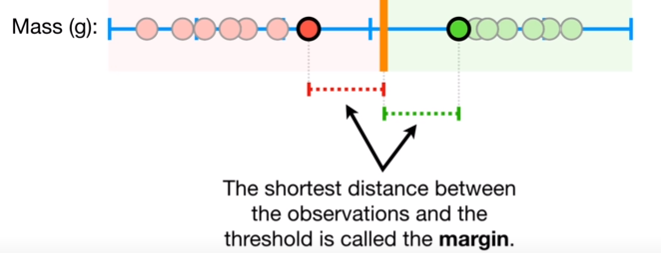 Mass (g):
The shortest distance between
the observations and the
threshold is called the margin.